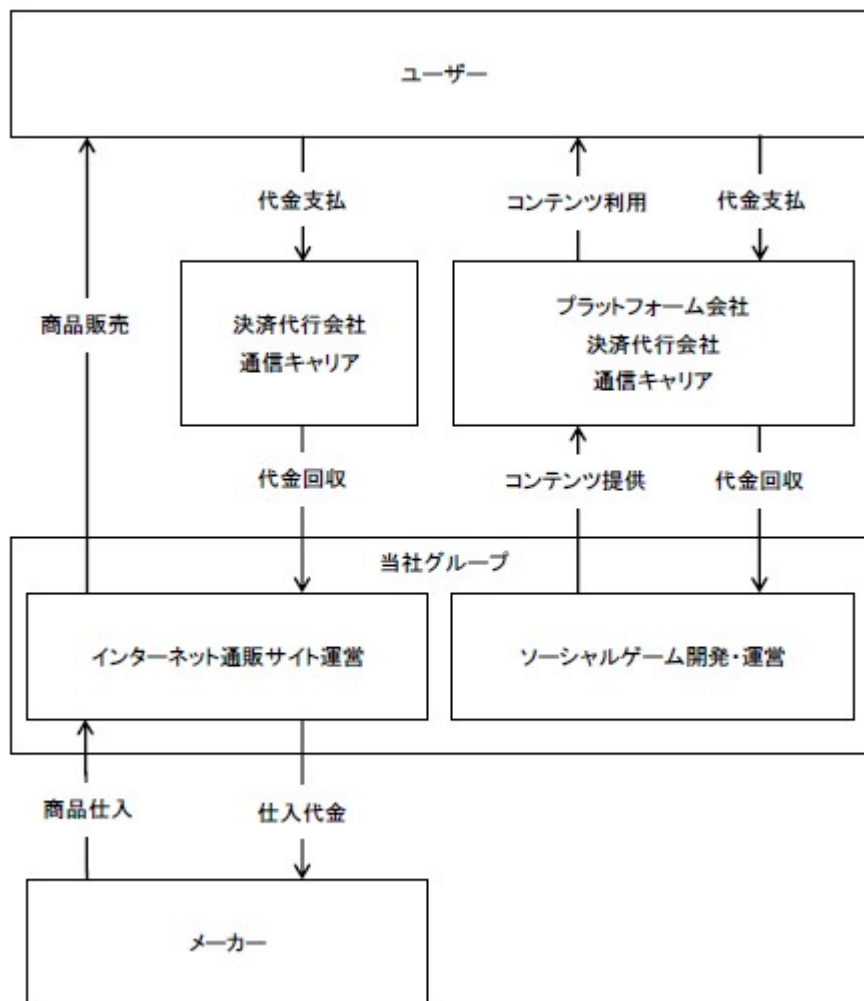 ユーザー
代金支払
コンテンツ利用
代金支払
商品販売
決済代行会社
通信キャリア
プラットフォーム会社
決済代行会社
通信キャリア
代金回収
コンテンツ提供
代金回収
当社グループ
インターネット通販サイト運営
ソーシャルゲーム開発・運営
商品仕入
仕入代金
メーカー